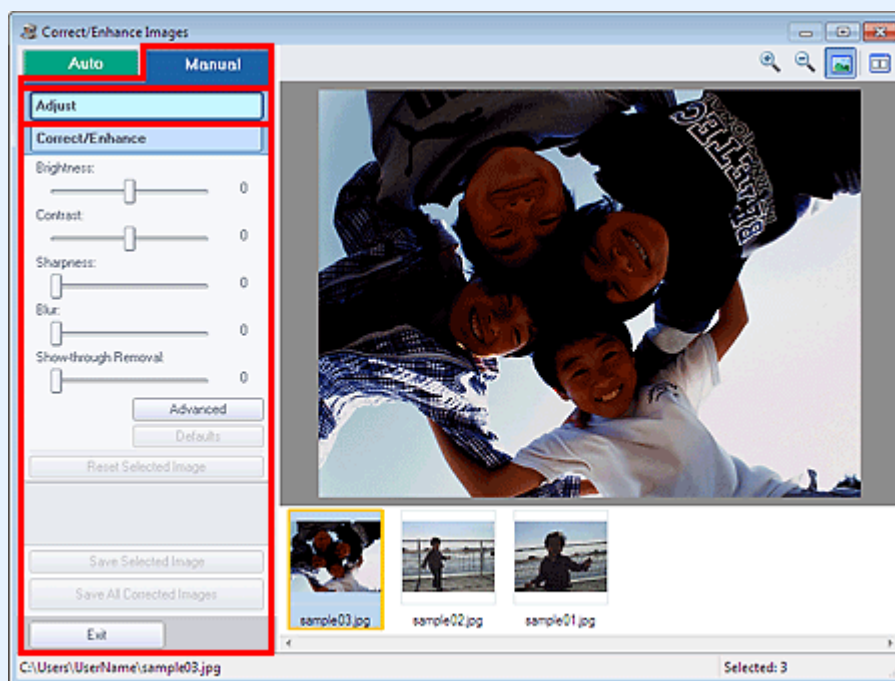 Correct/Enhance Images
Auto Manual
Adjust
Correct/Enhance
Brightness:
0
Contrast:
0
Sharpness:
0
Blur:
0
Show-through Removal:
0
Advanced
Defaults
Reset Selected Image
Save Selected Image
Save All Corrected Images
Exit
sample03.jpg sample02.jpg sample01.jpg
C:\Users\UserName\sample03.jpg Selected: 3